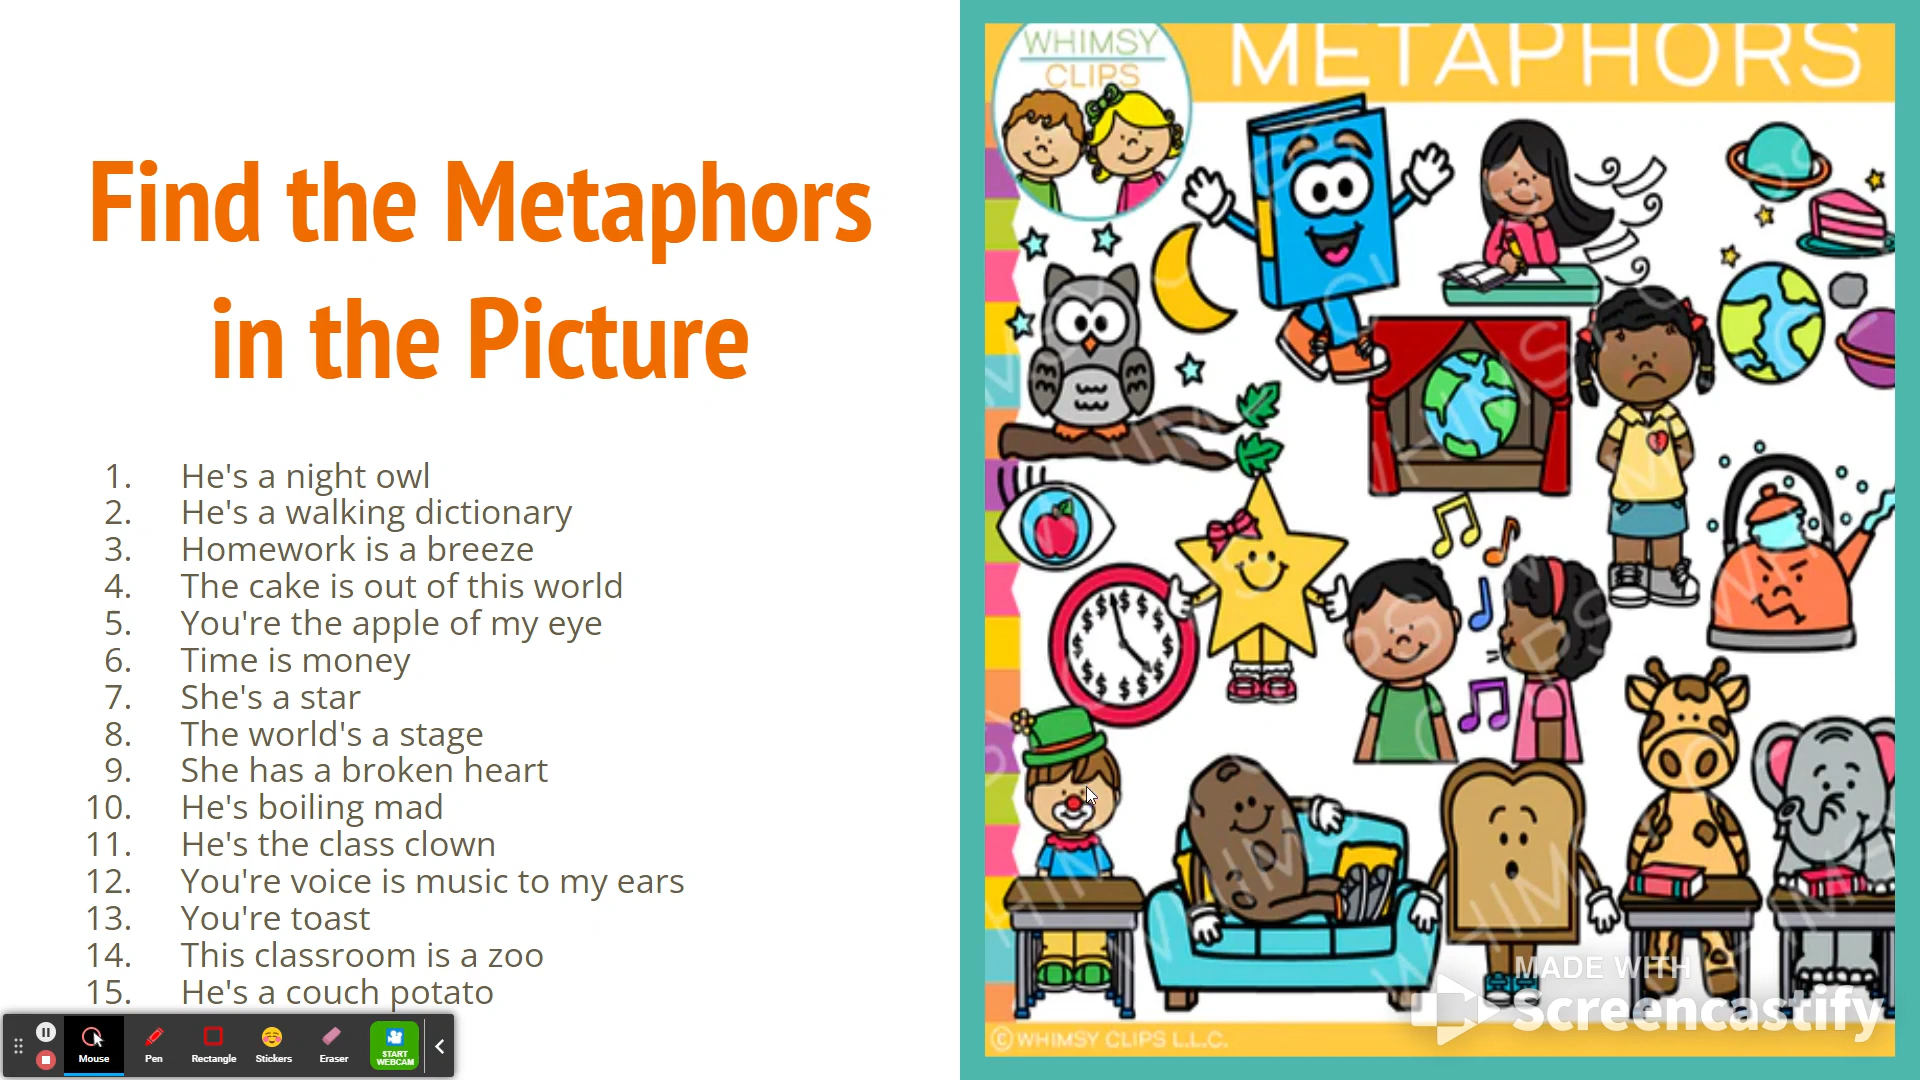 Find the Metaphors
in the Picture
1. He's a night owl
2. He's a walking dictionary
3. Homework is a breeze
4. The cake is out of this world
5. You're the apple of my eye
6. Time is money
7. She's a star
8. The world's a stage
9. She has a broken heart
10. He's boiling mad
11. He's the class clown
12. You're voice is music to my ears
13. You're toast
14. This classroom is a zoo
15. He's a couch potato
Mouse
Pen
Rectangle
Stickers
Eraser
START
WEBCAM
WHIMSY
CLIPS
METAPHORS
MADE WITH
Screencastify
© WHIMSY CLIPS L.L.C.